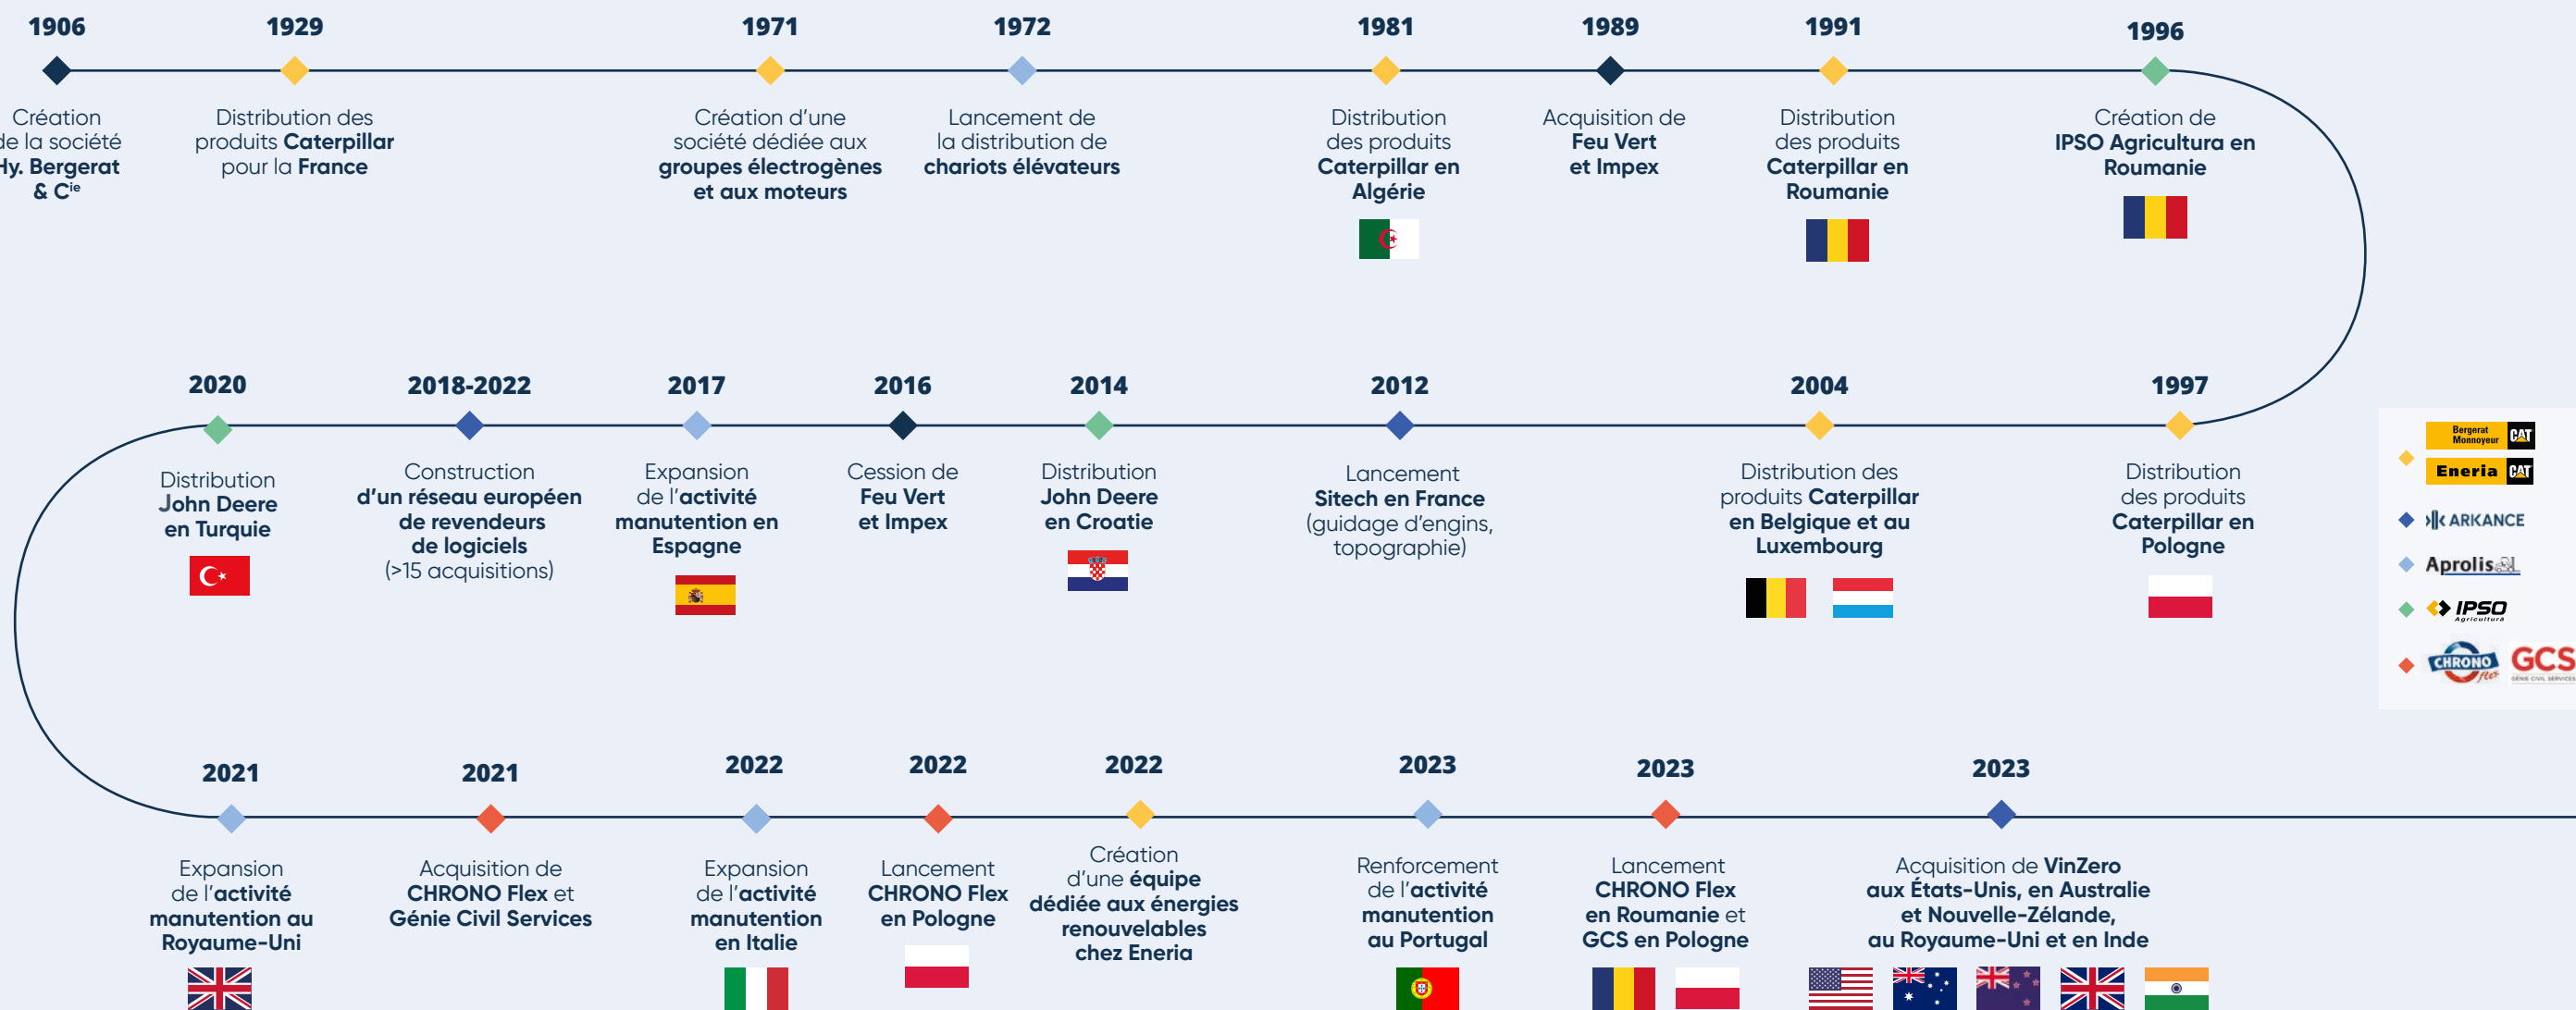 1906
Création
de la société
Hy. Bergerat
& Cie
1929
Distribution des
produits Caterpillar
pour la France
1971
Création d’une
société dédiée aux
groupes électrogènes
et aux moteurs
1972
Lancement de
la distribution de
chariots élévateurs
1981
Distribution
des produits
Caterpillar en
Algérie
1989
Acquisition de
Feu Vert
et Impex
1991
Distribution
des produits
Caterpillar en
Roumanie
1996
Création de
IPSO Agricultura en
Roumanie
2020
Distribution
John Deere
en Turquie
2018-2022
Construction
d’un réseau européen
de revendeurs
de logiciels
(>15 acquisitions)
2017
Expansion
de l’activité
manutention en
Espagne
2016
Cession de
Feu Vert
et Impex
2014
Distribution
John Deere
en Croatie
2012
Lancement
Sitech en France
(guidage d’engins,
topographie)
2004
Distribution des
produits Caterpillar
en Belgique et au
Luxembourg
1997
Distribution
des produits
Caterpillar en
Pologne
Bergerat
Monnoyeur CAT
Eneria CAT
ARKANCE
Aprolis
IPSO
Agricultură
CHRONO
flex
GCS
GÉNIE CIVIL SERVICES
2021
Expansion
de l’activité
manutention au
Royaume-Uni
2021
Acquisition de
CHRONO Flex et
Génie Civil Services
2022
Expansion
de l’activité
manutention
en Italie
2022
Lancement
CHRONO Flex
en Pologne
2022
Création
d’une équipe
dédiée aux énergies
renouvelables
chez Eneria
2023
Renforcement
de l’activité
manutention
au Portugal
2023
Lancement
CHRONO Flex
en Roumanie et
GCS en Pologne
2023
Acquisition de VinZero
aux États-Unis, en Australie
et Nouvelle-Zélande,
au Royaume-Uni et en Inde